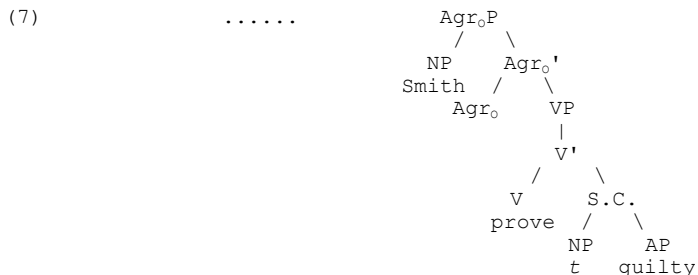 (7) ...... AgrₒP
NP Agrₒ'
Smith
Agrₒ VP
V'
V S.C.
prove
NP AP
t guilty